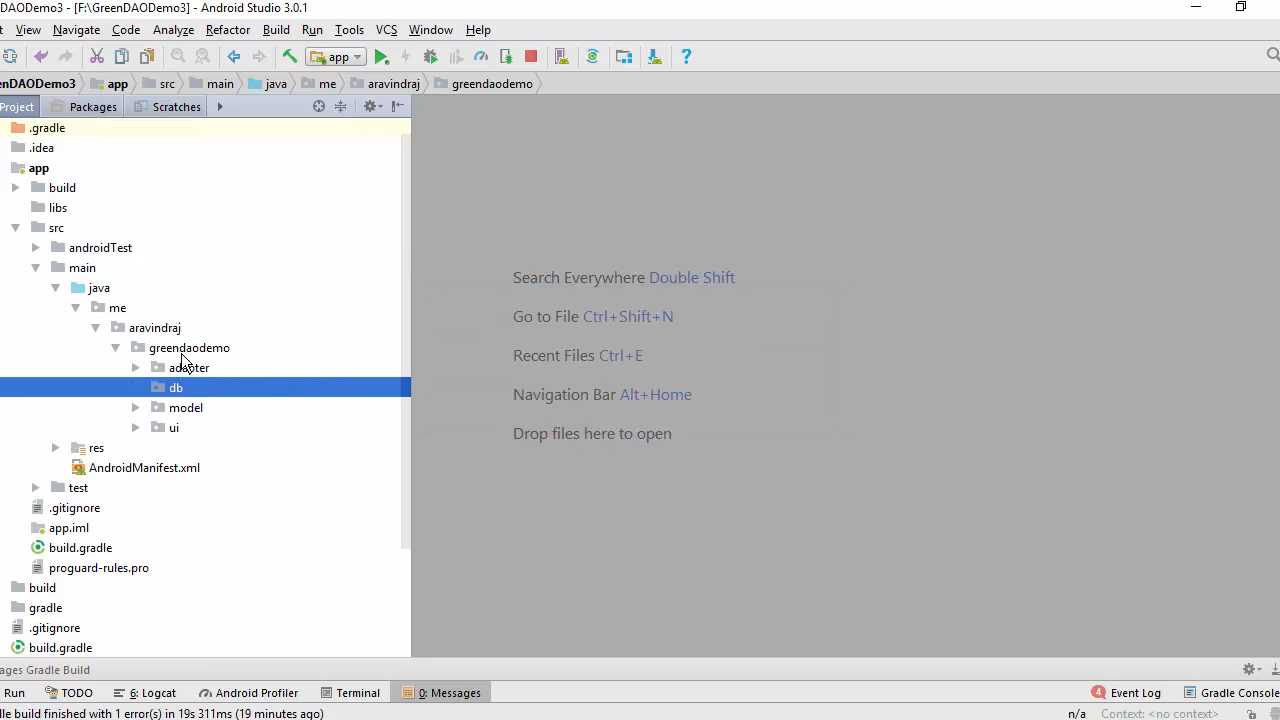 DAODemo3 - [F:\GreenDAODemo3] - Android Studio 3.0.1
t View Navigate Code Analyze Refactor Build Run Tools VCS Window Help
app
enDAODemo3 app src main java me aravindraj greendaodemo
Project Packages Scratches
.gradle
.idea
app
build
libs
src
androidTest
main
java
me
aravindraj
greendaodemo
adapter
db
model
ui
res
AndroidManifest.xml
test
.gitignore
app.iml
build.gradle
proguard-rules.pro
build
gradle
.gitignore
build.gradle
Search Everywhere Double Shift
Go to File Ctrl+Shift+N
Recent Files Ctrl+E
Navigation Bar Alt+Home
Drop files here to open
ages Gradle Build
Run TODO 6: Logcat Android Profiler Terminal 0: Messages 4 Event Log Gradle Console
lle build finished with 1 error(s) in 19s 311ms (19 minutes ago) n/a Context: <no context>